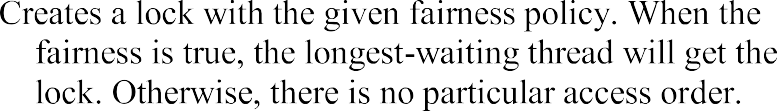 Creates a lock with the given fairness policy. When the
fairness is true, the longest-waiting thread will get the
lock. Otherwise, there is no particular access order.